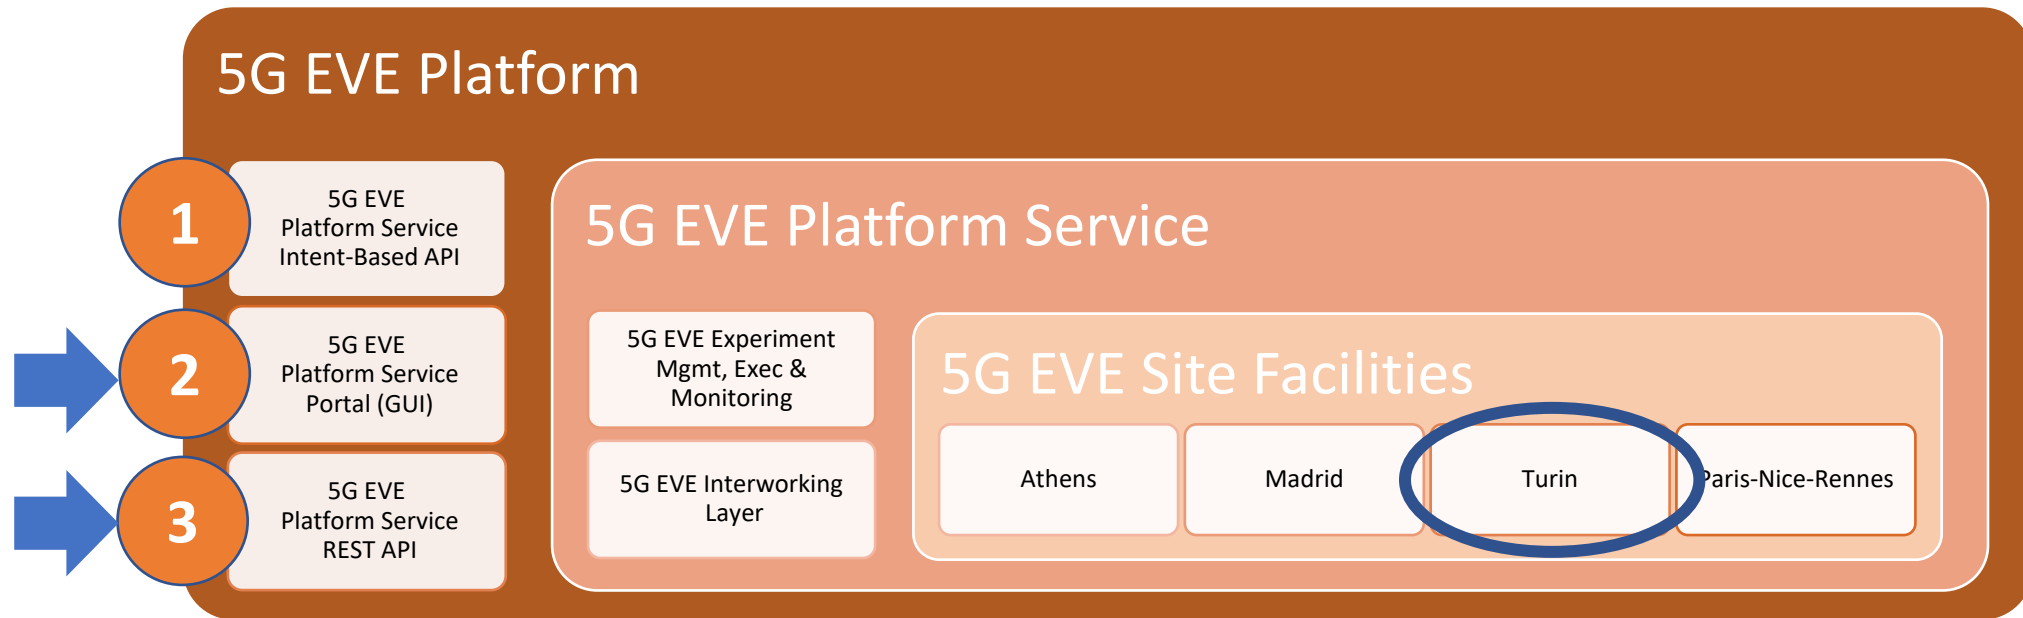 5G EVE Platform
1
5G EVE
Platform Service
Intent-Based API
2
5G EVE
Platform Service
Portal (GUI)
3
5G EVE
Platform Service
REST API
5G EVE Platform Service
5G EVE Experiment
Mgmt, Exec &
Monitoring
5G EVE Interworking
Layer
5G EVE Site Facilities
Athens
Madrid
Turin
Paris-Nice-Rennes